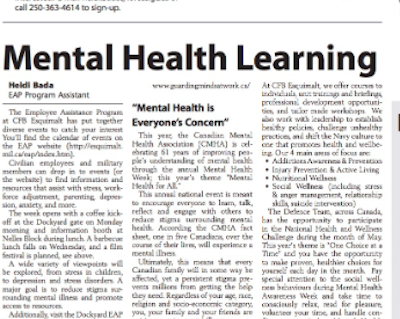 call 250-363-4614 to sign-up.
Mental Health Learning
Heidi Bada
EAP Program Assistant
The Employee Assistance Program
at CFB Esquimalt has put together
diverse events to catch your interest
You'll find the calendar of events on
the EAP website (http://esquimalt.
mil.ca/eap/index.htm).
Civilian employees and military
members can drop in to events (see
website) to find information and
resources that assist with stress, work-
force adjustment, parenting, depres-
sion, anxiety, and more.
The week opens with a coffee kick-
off at the Dockyard gate on Monday
morning and information booth at
Nelles Block during lunch. A barbecue
lunch falls on Wednesday, and a film
festival is planned, see above.
A wide variety of viewpoints will
be explored, from stress in children,
to depression and stress disorders. A
major goal is to reduce stigma sur-
rounding mental illness and promote
access to resources.
Additionally, visit the Dockyard EAP
www.guardingmindsatwork.ca/
"Mental Health is
Everyone's Concern"
This year, the Canadian Mental
Health Association (CMHA) is cele-
brating 61 years of improving peo-
ple's understanding of mental health
through the annual Mental Health
Week; this year's theme "Mental
Health for All."
This annual national event is meant
to encourage everyone to learn, talk,
reflect and engage with others to
reduce stigma surrounding mental
health. According the CMHA fact
sheet, one in five Canadians, over the
course of their lives, will experience a
mental illness.
Ultimately, this means that every
Canadian family will in some way be
affected, yet a persistent stigma pre-
vents millions from getting the help
they need. Regardless of your age, race,
religion and socio-economic category,
you, your family and your friends are
At CFB Esquimalt, we offer courses to
individuals, unit trainings and briefings,
professional development opportuni-
ties, and tailor made workshops. We
also work with leadership to establish
healthy policies, challenge unhealthy
practices, and shift the Navy culture to
one that promotes health and wellbe-
ing. Our 4 main areas of focus are:
• Addictions Awareness & Prevention
• Injury Prevention & Active Living
• Nutritional Wellness
• Social Wellness (including stress
& anger management, relationship
skills, suicide intervention)
The Defence Team, across Canada,
has the opportunity to participate
in the National Health and Wellness
Challenge during the month of May.
This year's theme is "One Choice at a
Time" and you have the opportunity
to make proven, healthier choices for
yourself each day in the month. Pay
special attention to the social well-
ness behaviours during Mental Health
Awareness Week and take time to
consciously relax, read for pleasure,
volunteer your time, and handle con-